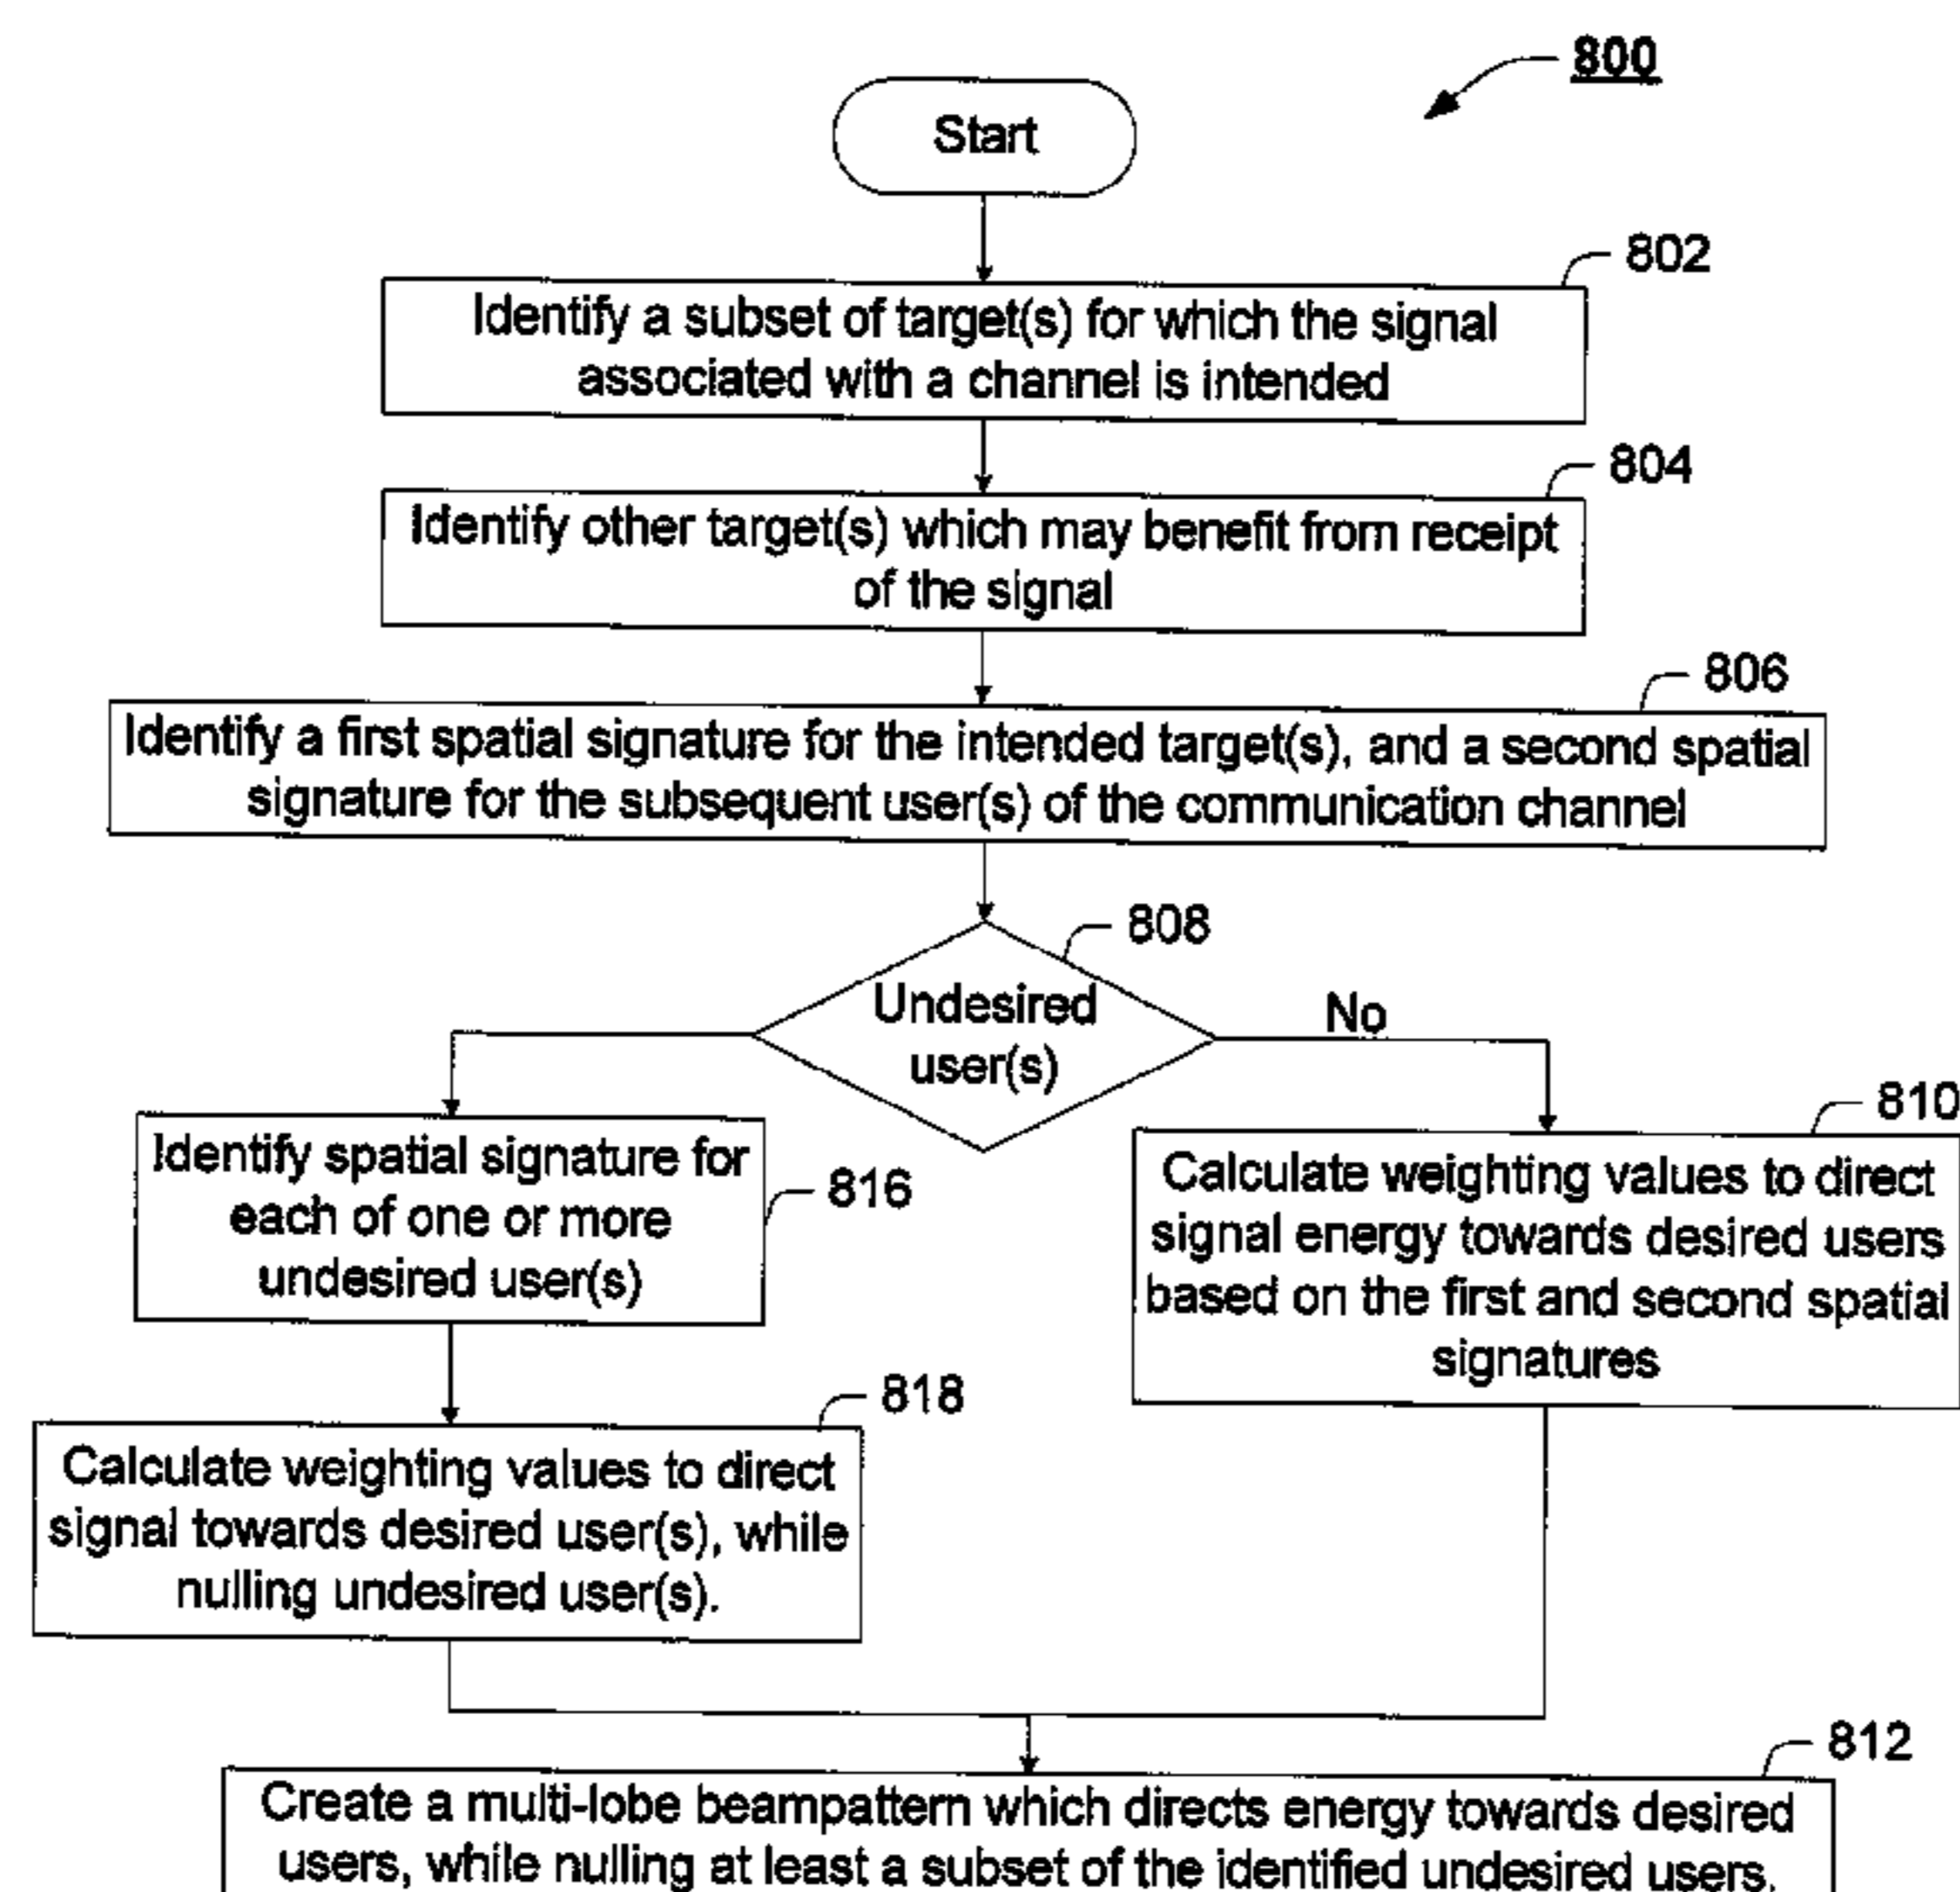 800
Start
802
Identify a subset of target(s) for which the signal
associated with a channel is intended
804
Identify other target(s) which may benefit from receipt
of the signal
806
Identify a first spatial signature for the intended target(s), and a second spatial
signature for the subsequent user(s) of the communication channel
808
Undesired
user(s)
No
Identify spatial signature for
each of one or more
undesired user(s)
816
810
Calculate weighting values to direct
signal energy towards desired users
based on the first and second spatial
signatures
818
Calculate weighting values to direct
signal towards desired user(s), while
nulling undesired user(s).
812
Create a multi-lobe beampattern which directs energy towards desired
users, while nulling at least a subset of the identified undesired users.